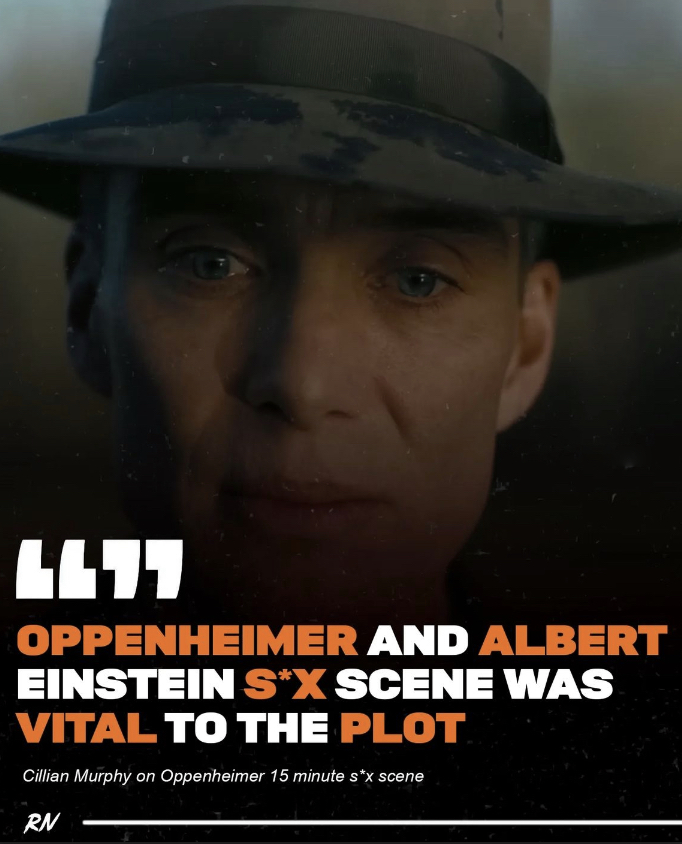 OPPENHEIMER AND ALBERT
EINSTEIN S*X SCENE WAS
VITAL TO THE PLOT
Cillian Murphy on Oppenheimer 15 minute s*x scene
RN